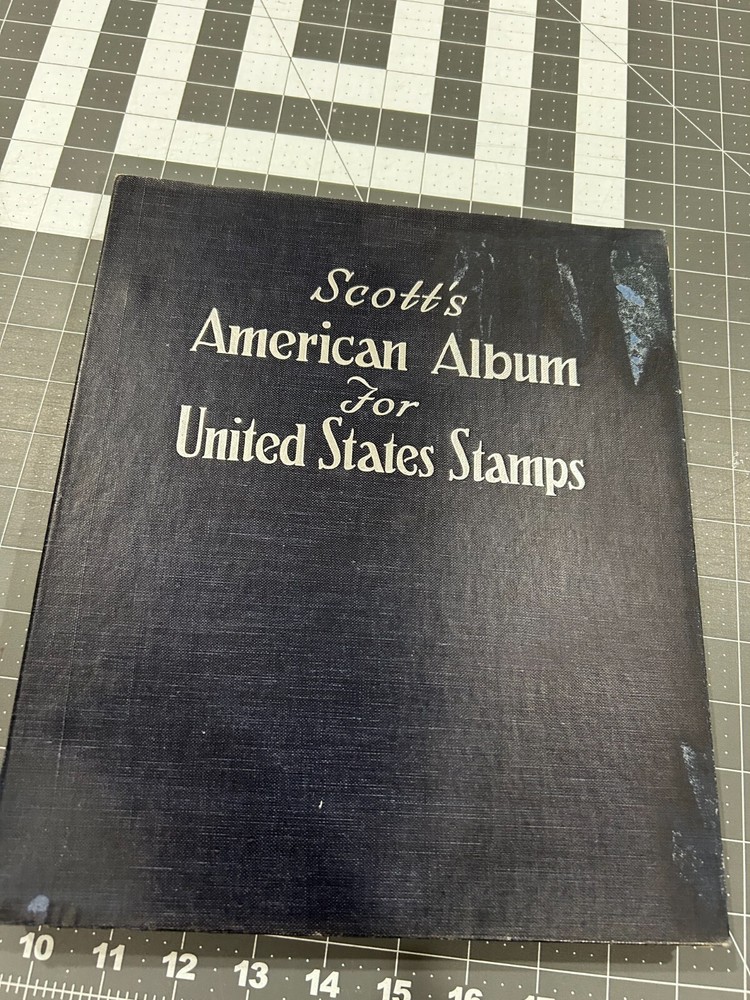 Scott's
American Album
For
United States Stamps
10 11 12 13 14 15 16